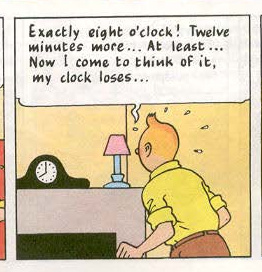 Exactly eight o'clock! Twelve
minutes more... At least...
Now I come to think of it,
my clock loses...